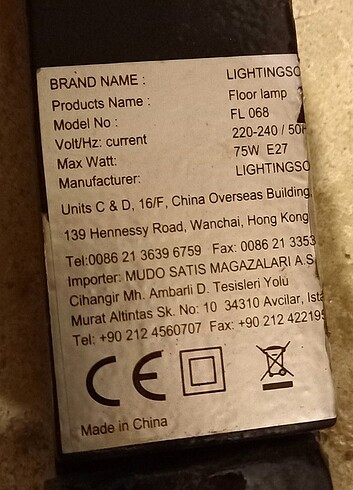 BRAND NAME : LIGHTINGSO
Products Name : Floor lamp
Model No : FL 068
Volt/Hz: current 220-240 / 50H
Max Watt: 75W E27
Manufacturer: LIGHTINGSO
Units C & D, 16/F, China Overseas Building,
139 Hennessy Road, Wanchai, Hong Kong
Tel:0086 21 3639 6759 Fax: 0086 21 3353
Importer: MUDO SATIS MAGAZALARI A.S.
Cihangir Mh. Ambarli D. Tesisleri Yolu
Murat Altintas Sk. No: 10 34310 Avcilar, Ista
Tel: +90 212 4560707 Fax: +90 212 422195
CE
Made in China